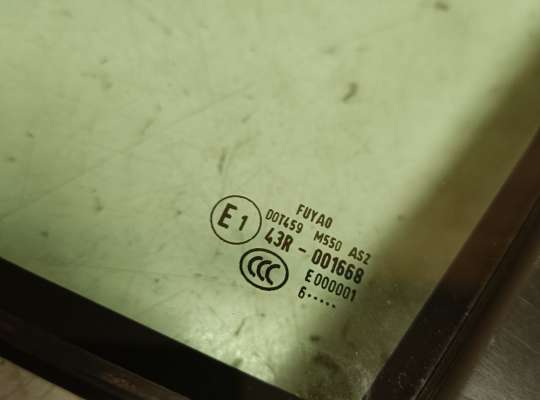 FUYAO
E1
DOT459 M550 AS2
43R - 001668
CCC
E000001
6·····